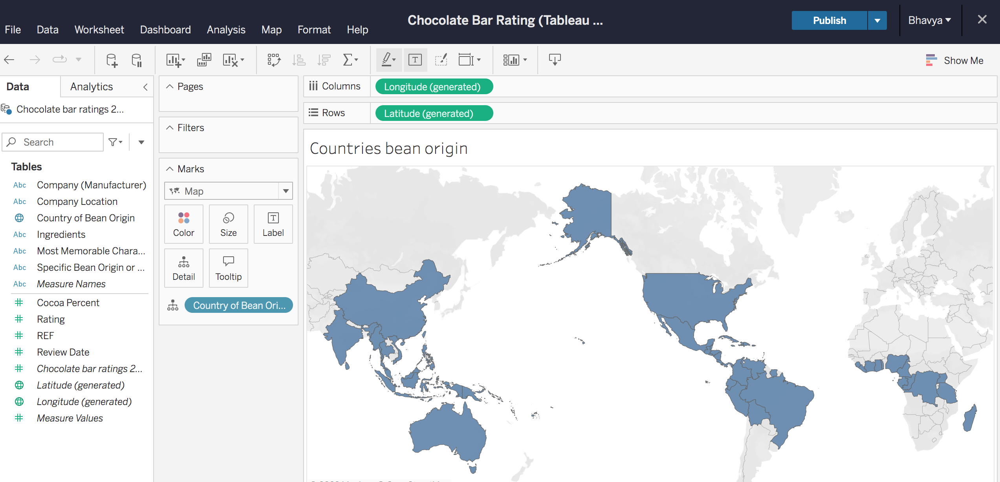 Chocolate Bar Rating (Tableau ...
Publish
Bhavya
File Data Worksheet Dashboard Analysis Map Format Help
Show Me
Data Analytics
Chocolate bar ratings 2...
Search
Tables
Abc Company (Manufacturer)
Abc Company Location
Country of Bean Origin
Abc Ingredients
Abc Most Memorable Chara...
Abc Specific Bean Origin or ...
Abc Measure Names
Cocoa Percent
Rating
REF
Review Date
Chocolate bar ratings 2...
Latitude (generated)
Longitude (generated)
Measure Values
Pages
Filters
Marks
Map
Color Size Label
Detail Tooltip
Country of Bean Ori...
Columns Longitude (generated)
Rows Latitude (generated)
Countries bean origin